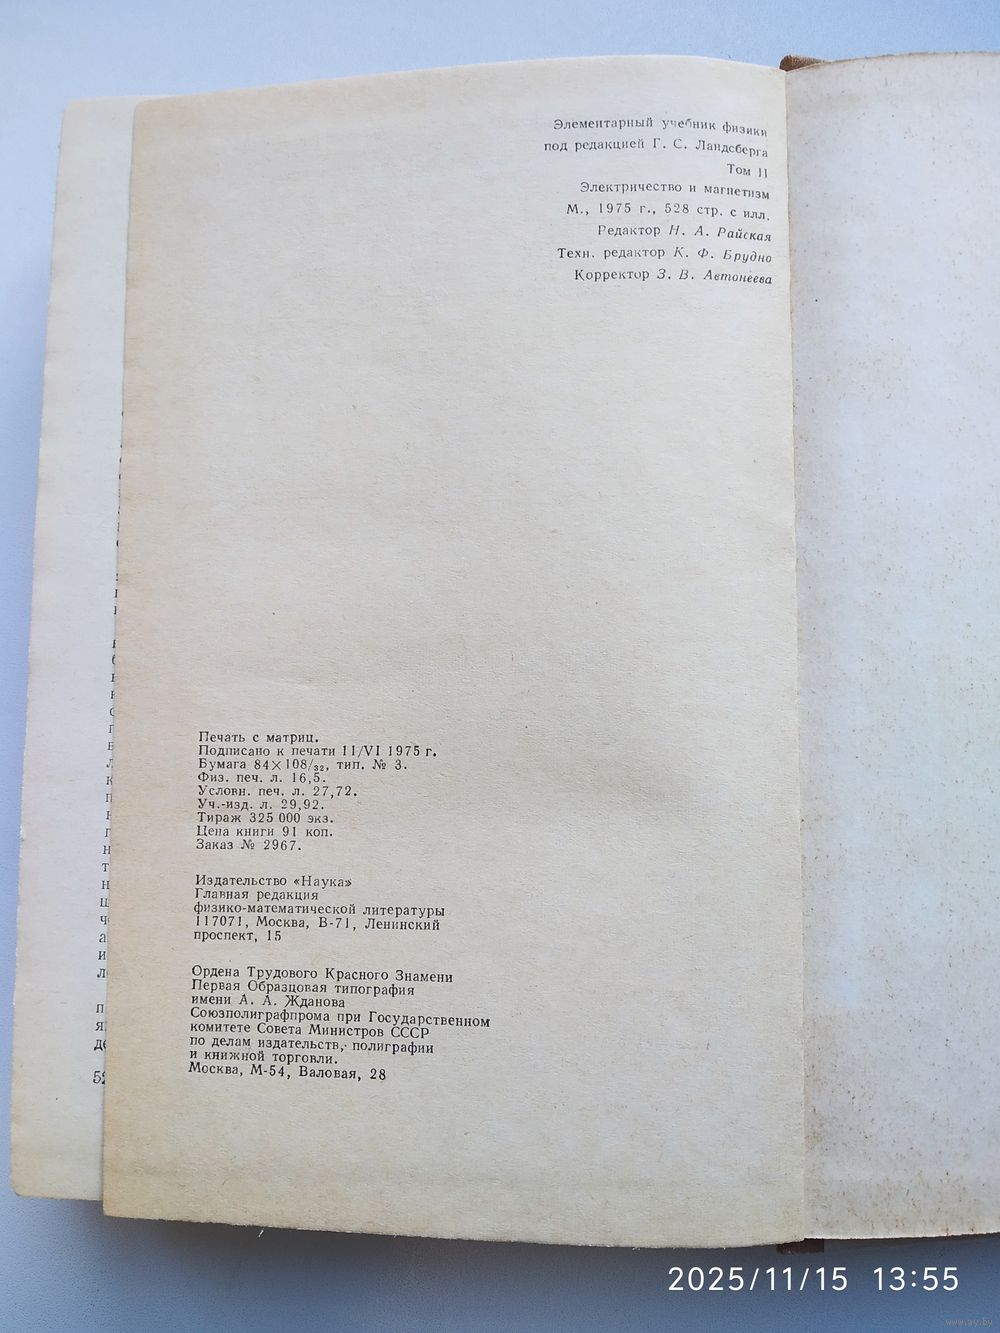 Элементарный учебник физики
под редакцией Г. С. Ландсберга
Том II
Электричество и магнетизм
М., 1975 г., 528 стр. с илл.
Редактор Н. А. Райская
Техн. редактор К. Ф. Брудно
Корректор З. В. Автонеева
Печать с матриц.
Подписано к печати 11/VI 1975 г.
Бумага 84×108/32, тип. № 3.
Физ. печ. л. 16,5.
Условн. печ. л. 27,72.
Уч.-изд. л. 29,92.
Тираж 325 000 экз.
Цена книги 91 коп.
Заказ № 2967.
Издательство «Наука»
Главная редакция
физико-математической литературы
117071, Москва, В-71, Ленинский
проспект, 15
Ордена Трудового Красного Знамени
Первая Образцовая типография
имени А. А. Жданова
Союзполиграфпрома при Государственном
комитете Совета Министров СССР
по делам издательств, полиграфии
и книжной торговли.
Москва, М-54, Валовая, 28
2025/11/15 13:55
www.ay.by